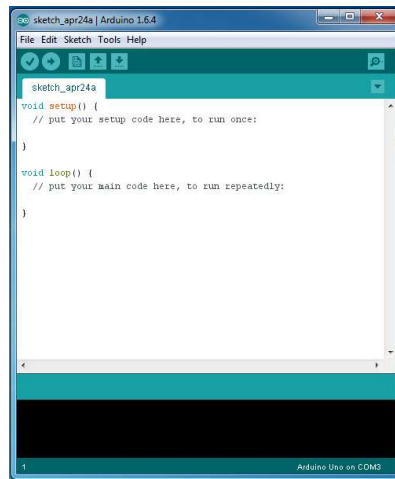 sketch_apr24a | Arduino 1.6.4
File Edit Sketch Tools Help
sketch_apr24a
void setup() {
  // put your setup code here, to run once:
}
void loop() {
  // put your main code here, to run repeatedly:
}
1
Arduino Uno on COM3